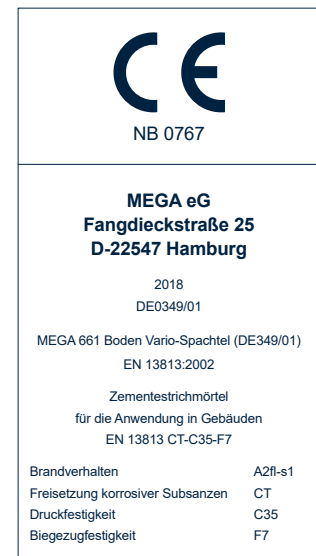 CE
NB 0767
MEGA eG
Fangdieckstraße 25
D-22547 Hamburg
2018
DE0349/01
MEGA 661 Boden Vario-Spachtel (DE349/01)
EN 13813:2002
Zementestrichmörtel
für die Anwendung in Gebäuden
EN 13813 CT-C35-F7
Brandverhalten A2fl-s1
Freisetzung korrosiver Subsanzen CT
Druckfestigkeit C35
Biegezugfestigkeit F7